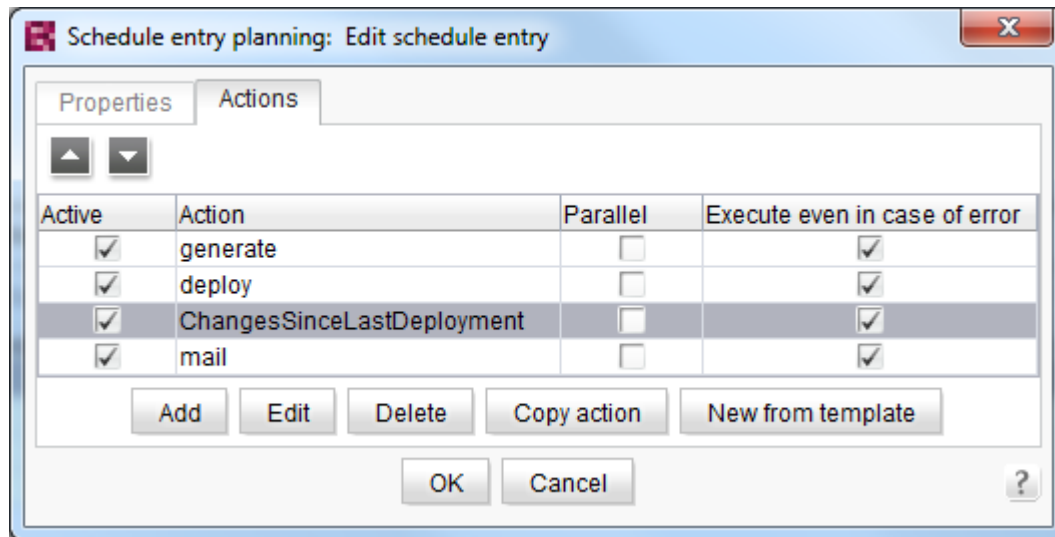 Schedule entry planning: Edit schedule entry
x
Properties Actions
Active Action Parallel Execute even in case of error
generate
deploy
ChangesSinceLastDeployment
mail
Add Edit Delete Copy action New from template
OK Cancel ?